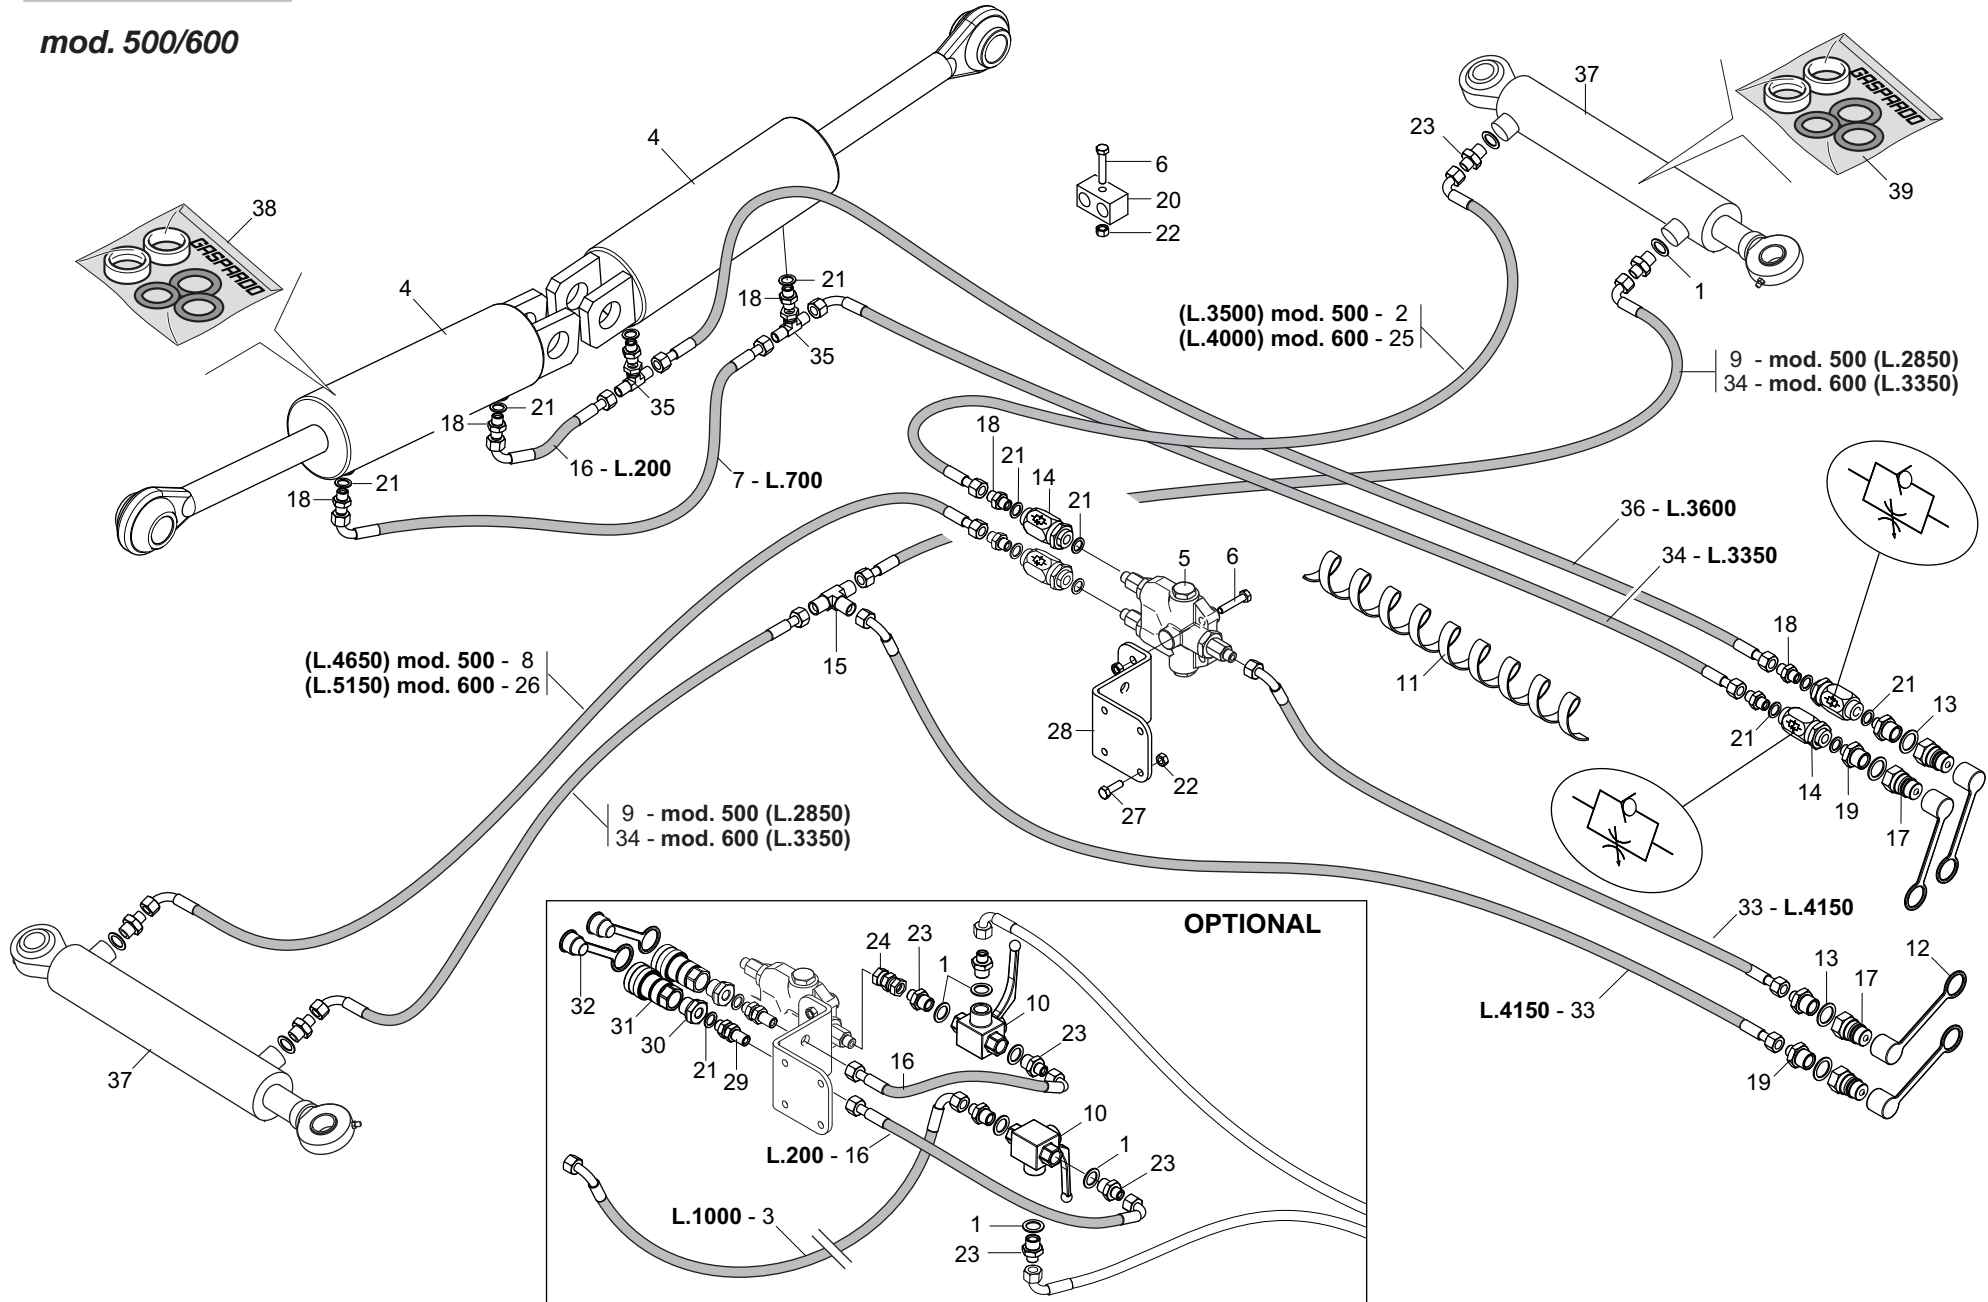 mod. 500/600
4
37
23
39
GASPARDO
6
20
22
38
GASPARDO
4
21
18
35
1
(L.3500) mod. 500 - 2
(L.4000) mod. 600 - 25
9 - mod. 500 (L.2850)
34 - mod. 600 (L.3350)
35
21
18
16 - L.200
7 - L.700
18
21
14
21
21
18
36 - L.3600
34 - L.3350
5
6
15
11
18
21
13
(L.4650) mod. 500 - 8
(L.5150) mod. 600 - 26
28
22
27
21
14
19
17
9 - mod. 500 (L.2850)
34 - mod. 600 (L.3350)
OPTIONAL
33 - L.4150
24
23
1
10
23
32
31
30
21
29
16
13
17
12
L.4150 - 33
19
37
10
1
23
L.200 - 16
L.1000 - 3
1
23